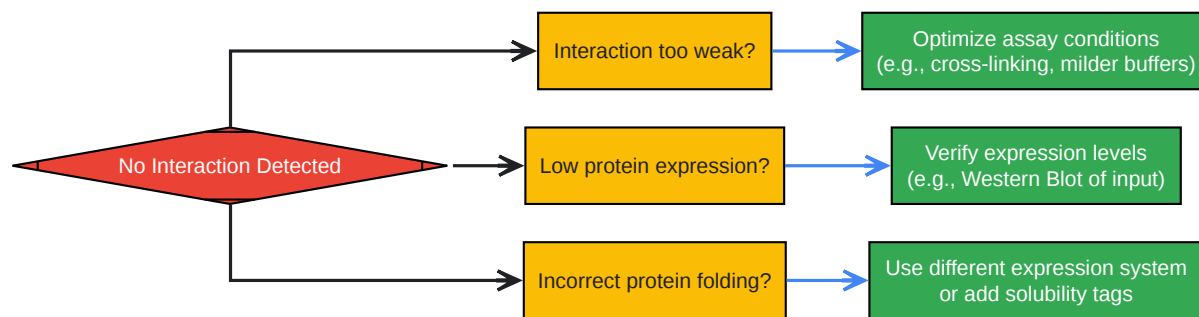 Interaction too weak?
Optimize assay conditions
(e.g., cross-linking, milder buffers)
No Interaction Detected
Low protein expression?
Verify expression levels
(e.g., Western Blot of input)
Incorrect protein folding?
Use different expression system
or add solubility tags